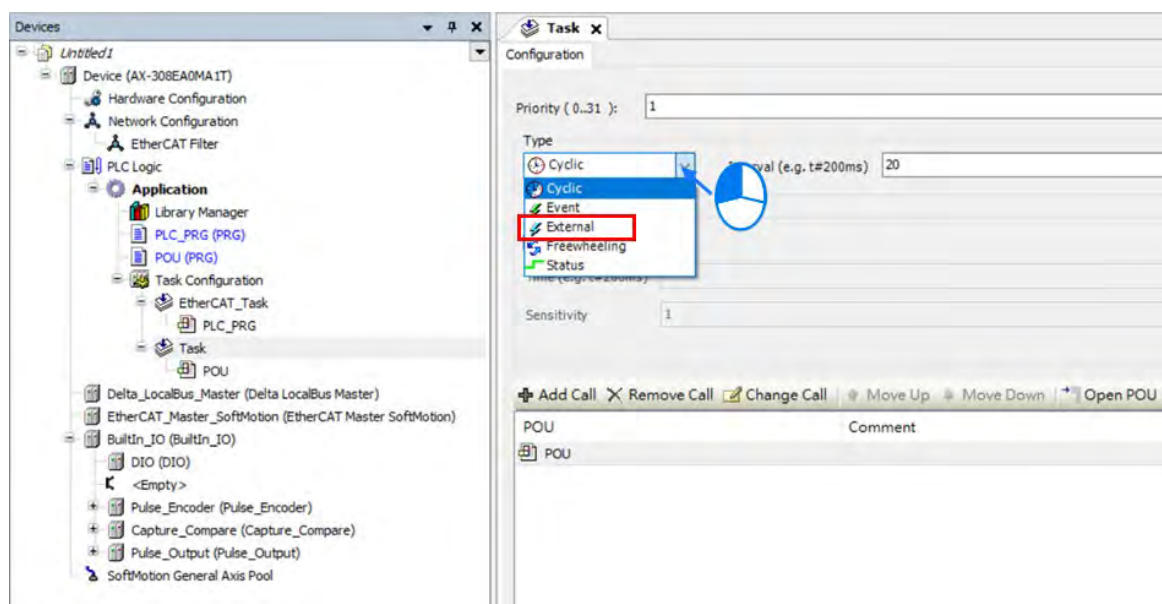 Devices
Untitled1
Device (AX-308EA0MA1T)
Hardware Configuration
Network Configuration
EtherCAT Filter
PLC Logic
Application
Library Manager
PLC_PRG (PRG)
POU (PRG)
Task Configuration
EtherCAT_Task
PLC_PRG
Task
POU
Delta_LocalBus_Master (Delta LocalBus Master)
EtherCAT_Master_SoftMotion (EtherCAT Master SoftMotion)
BuiltIn_IO (BuiltIn_IO)
DIO (DIO)
<Empty>
Pulse_Encoder (Pulse_Encoder)
Capture_Compare (Capture_Compare)
Pulse_Output (Pulse_Output)
SoftMotion General Axis Pool
Task
Configuration
Priority ( 0..31 ): 1
Type
Cyclic (e.g. t#200ms) 20
Cyclic
Event
External
Freewheeling
Status
Sensitivity 1
Add Call Remove Call Change Call Move Up Move Down Open POU
POU Comment
POU